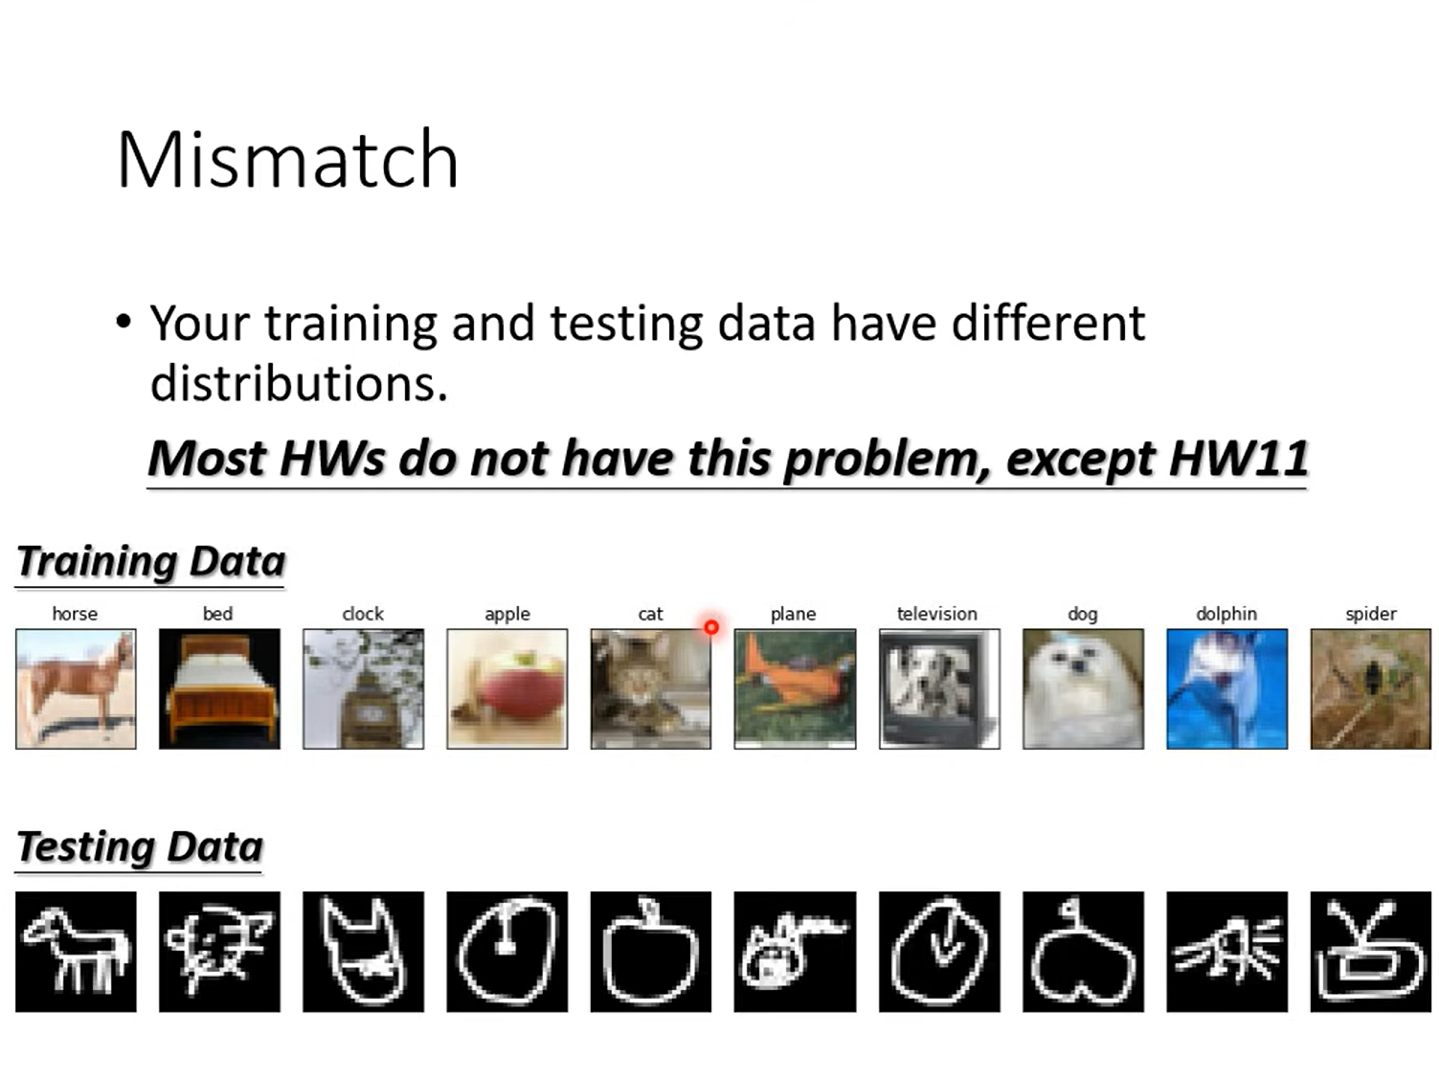 Mismatch
• Your training and testing data have different
distributions.
Most HWs do not have this problem, except HW11
Training Data
horse bed clock apple cat plane television dog dolphin spider
Testing Data